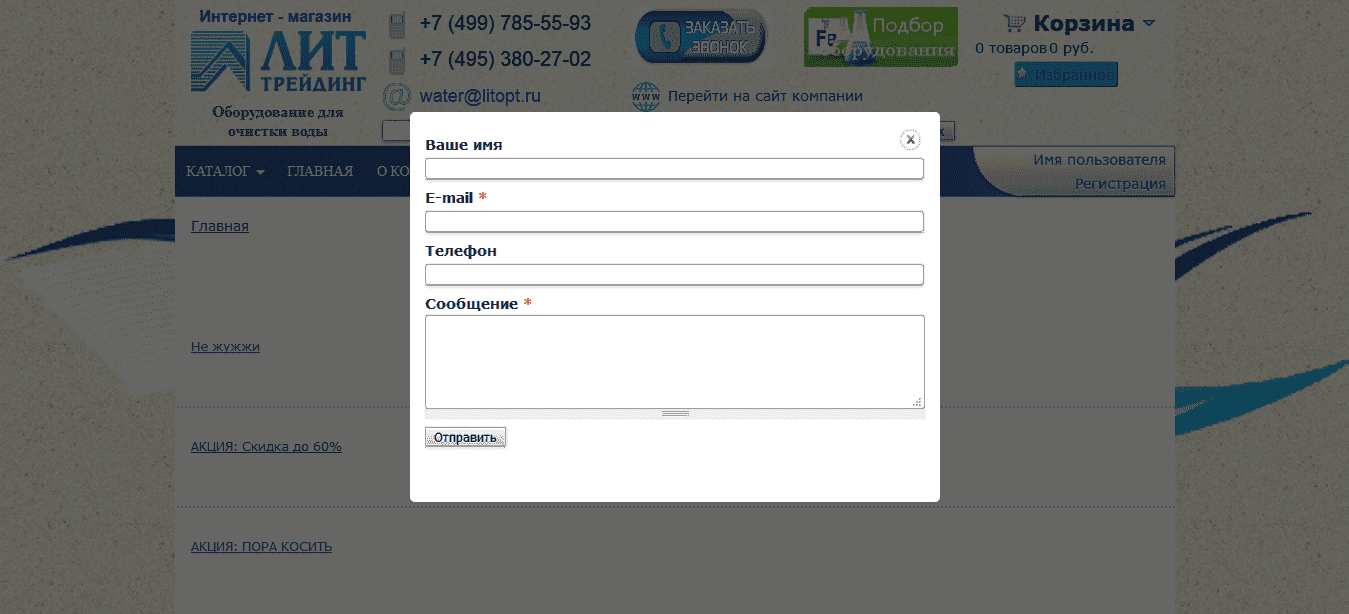 Интернет - магазин
ЛИТ
ТРЕЙДИНГ
Оборудование для
очистки воды
+7 (499) 785-55-93
+7 (495) 380-27-02
water@litopt.ru
ЗАКАЗАТЬ
ЗВОНОК
Перейти на сайт компании
www
Fe
Подбор
оборудования
Корзина
0 товаров 0 руб.
Избранное
КАТАЛОГ
ГЛАВНАЯ
О КО
Имя пользователя
Регистрация
Главная
Не жужжи
АКЦИЯ: Скидка до 60%
АКЦИЯ: ПОРА КОСИТЬ
x
Ваше имя
E-mail *
Телефон
Сообщение *
Отправить